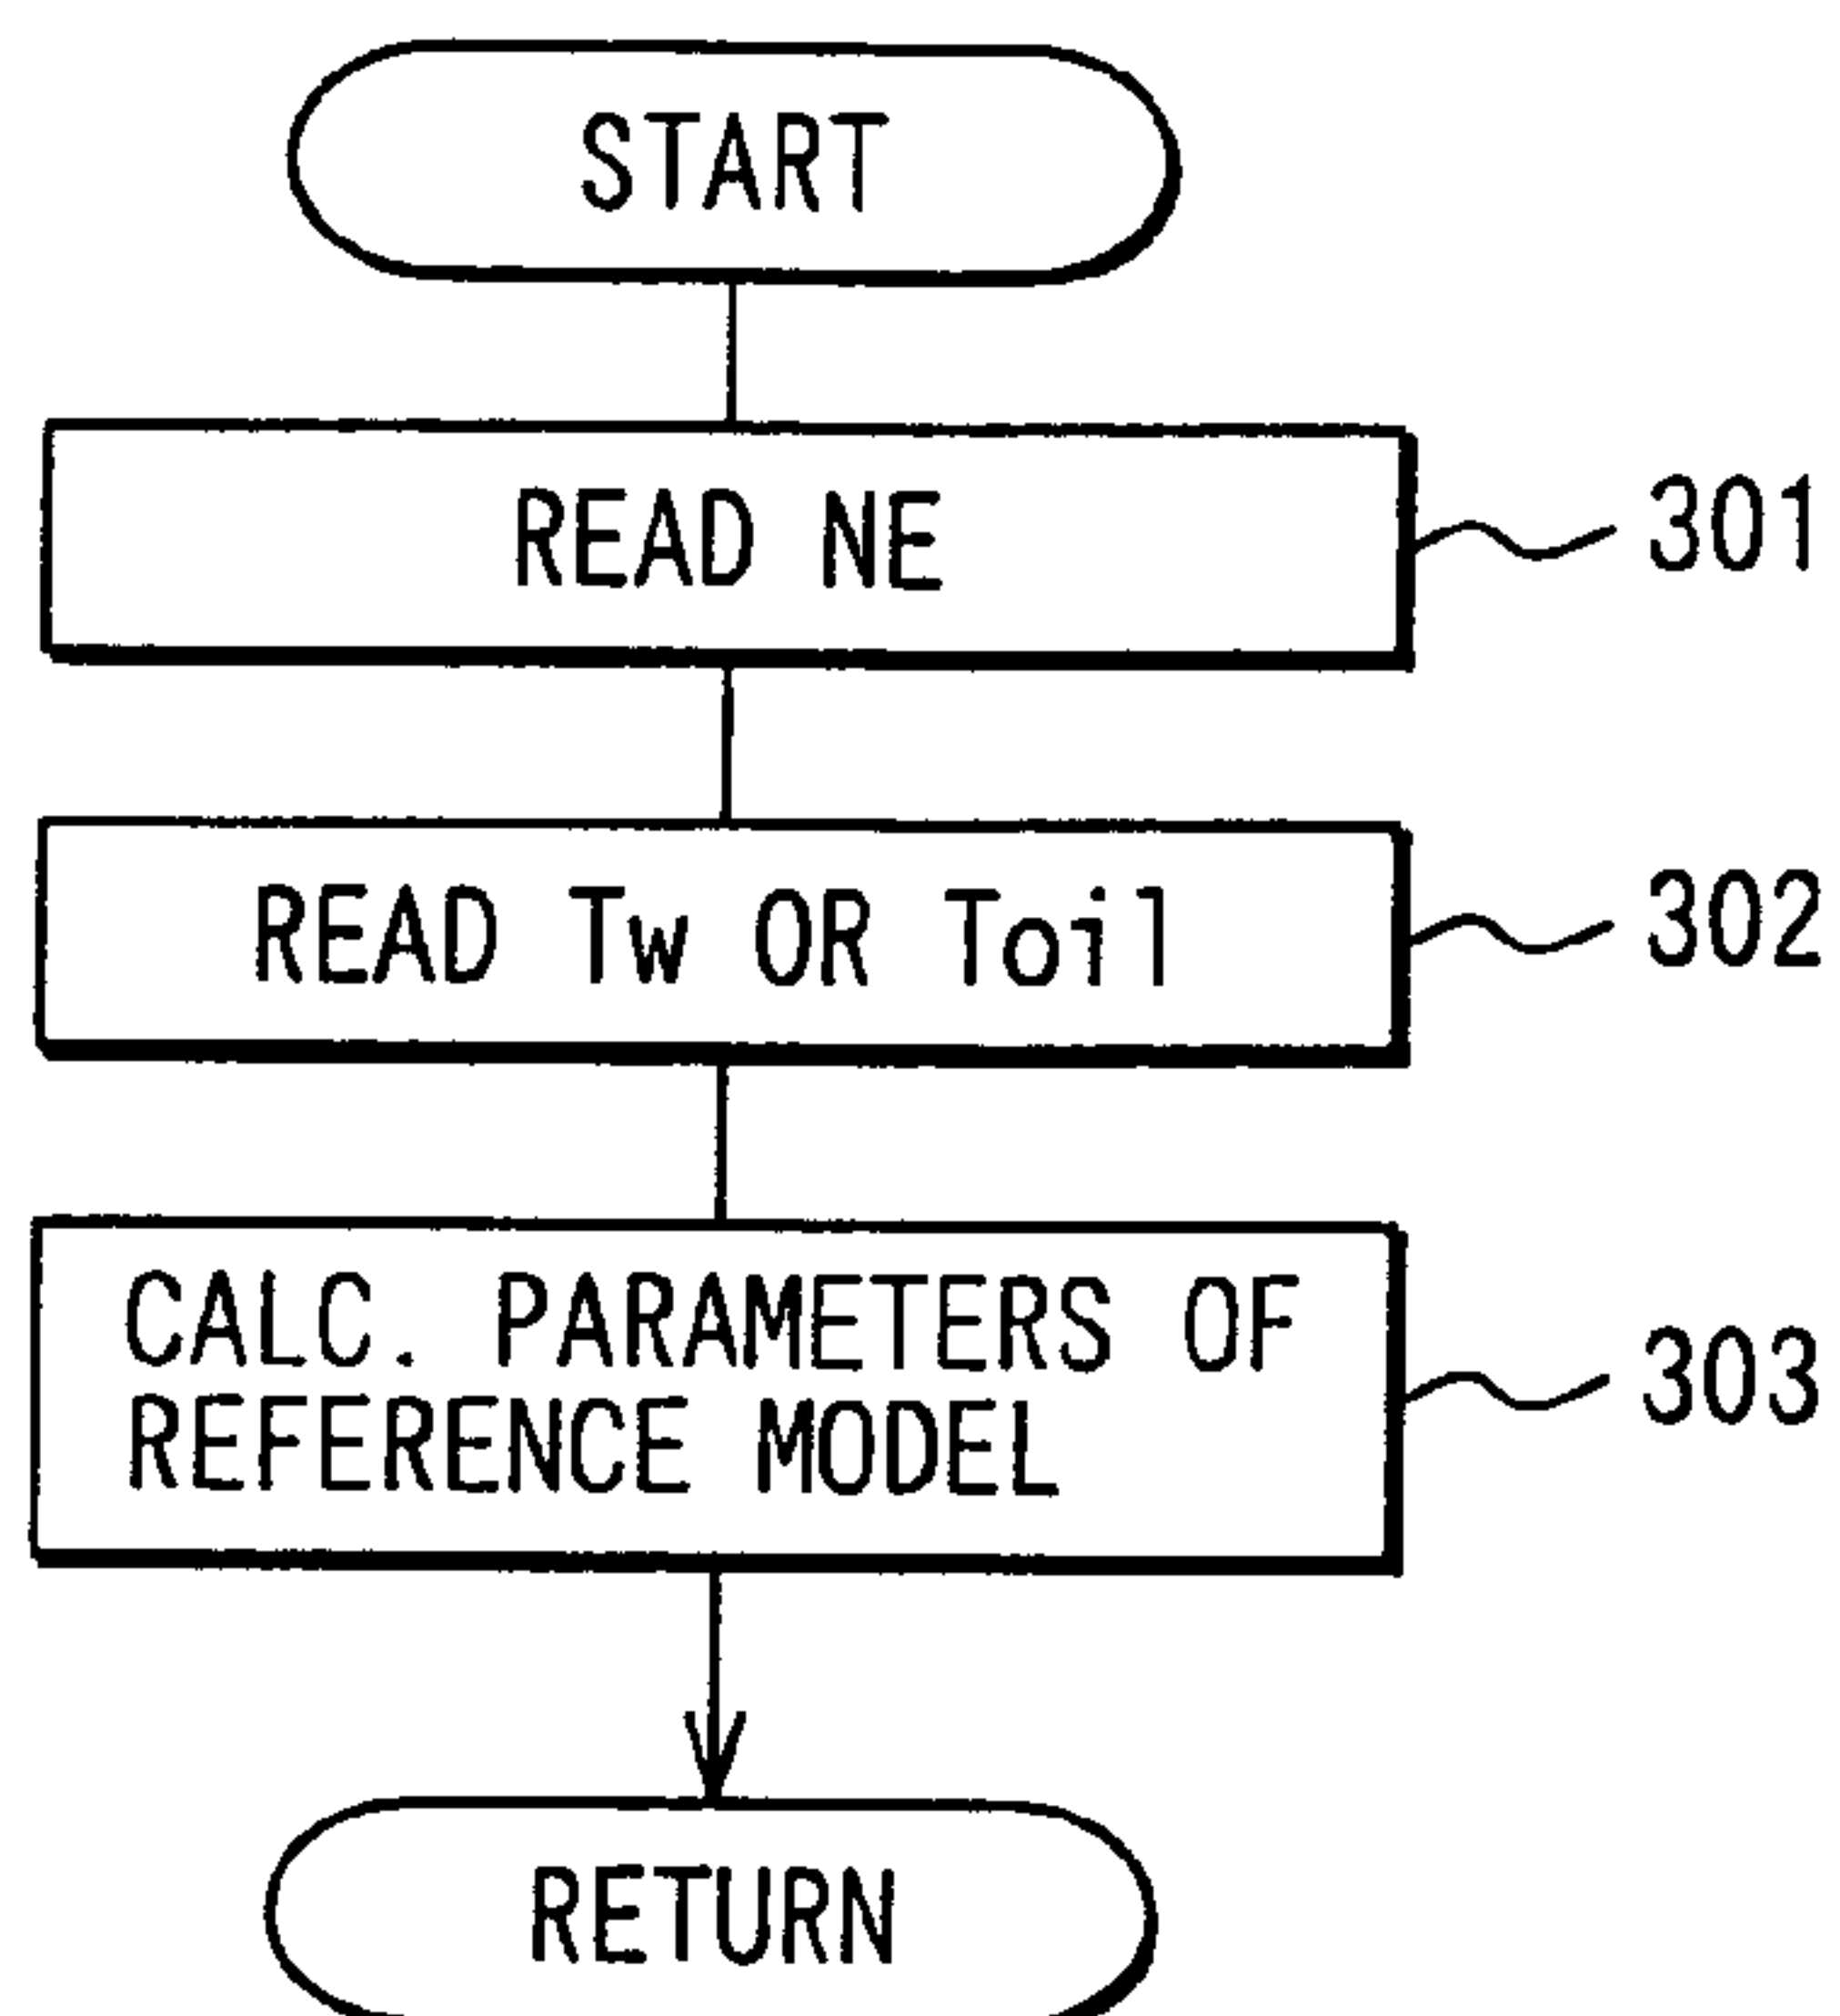 START
READ NE
301
READ Tw OR Toil
302
CALC. PARAMETERS OF
REFERENCE MODEL
303
RETURN